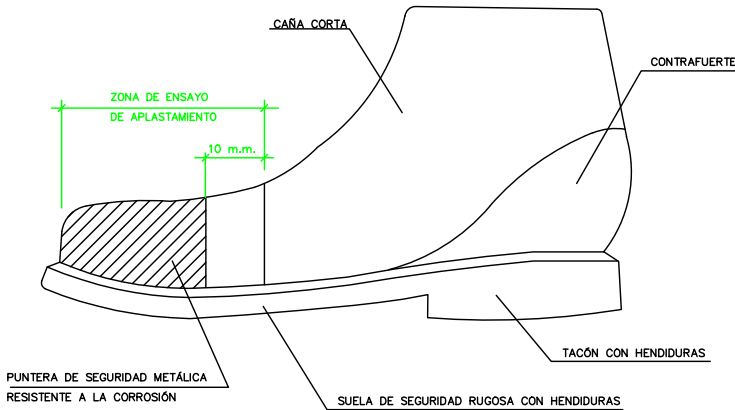 CAÑA CORTA
CONTRAFUERTE
ZONA DE ENSAYO
DE APLASTAMIENTO
10 m.m.
TACÓN CON HENDIDURAS
PUNTERA DE SEGURIDAD METÁLICA
RESISTENTE A LA CORROSIÓN
SUELA DE SEGURIDAD RUGOSA CON HENDIDURAS